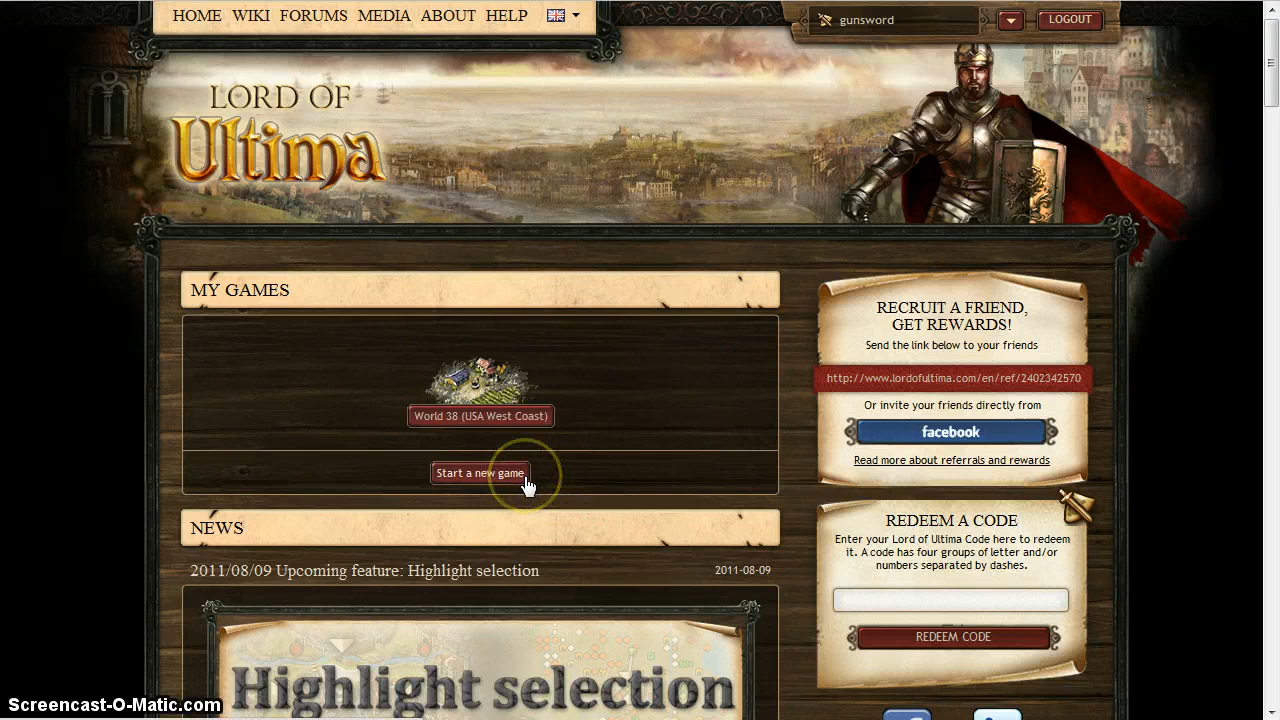 HOME WIKI FORUMS MEDIA ABOUT HELP
gunsword
LOGOUT
LORD OF
Ultima
MY GAMES
World 38 (USA West Coast)
Start a new game
NEWS
2011/08/09 Upcoming feature: Highlight selection 2011-08-09
Highlight selection
RECRUIT A FRIEND,
GET REWARDS!
Send the link below to your friends
http://www.lordofultima.com/en/ref/2402342570
Or invite your friends directly from
facebook
Read more about referrals and rewards
REDEEM A CODE
Enter your Lord of Ultima Code here to redeem
it. A code has four groups of letter and/or
numbers separated by dashes.
REDEEM CODE
Screencast-O-Matic.com